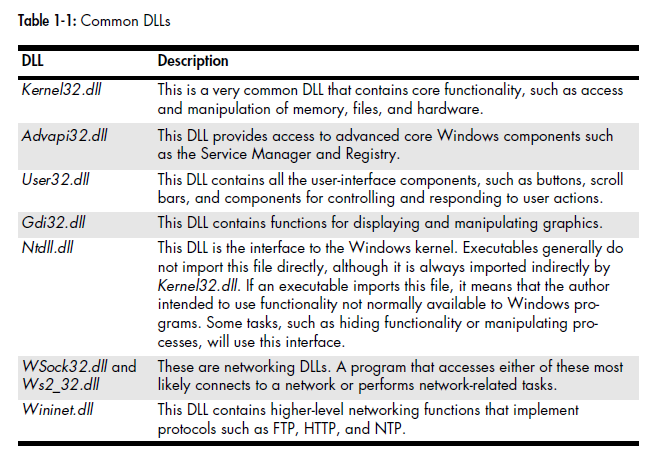 Table 1-1: Common DLLs
DLL Description
Kernel32.dll This is a very common DLL that contains core functionality, such as access
and manipulation of memory, files, and hardware.
Advapi32.dll This DLL provides access to advanced core Windows components such
as the Service Manager and Registry.
User32.dll This DLL contains all the user-interface components, such as buttons, scroll
bars, and components for controlling and responding to user actions.
Gdi32.dll This DLL contains functions for displaying and manipulating graphics.
Ntdll.dll This DLL is the interface to the Windows kernel. Executables generally do
not import this file directly, although it is always imported indirectly by
Kernel32.dll. If an executable imports this file, it means that the author
intended to use functionality not normally available to Windows pro-
grams. Some tasks, such as hiding functionality or manipulating pro-
cesses, will use this interface.
WSock32.dll and These are networking DLLs. A program that accesses either of these most
Ws2_32.dll likely connects to a network or performs network-related tasks.
Wininet.dll This DLL contains higher-level networking functions that implement
protocols such as FTP, HTTP, and NTP.